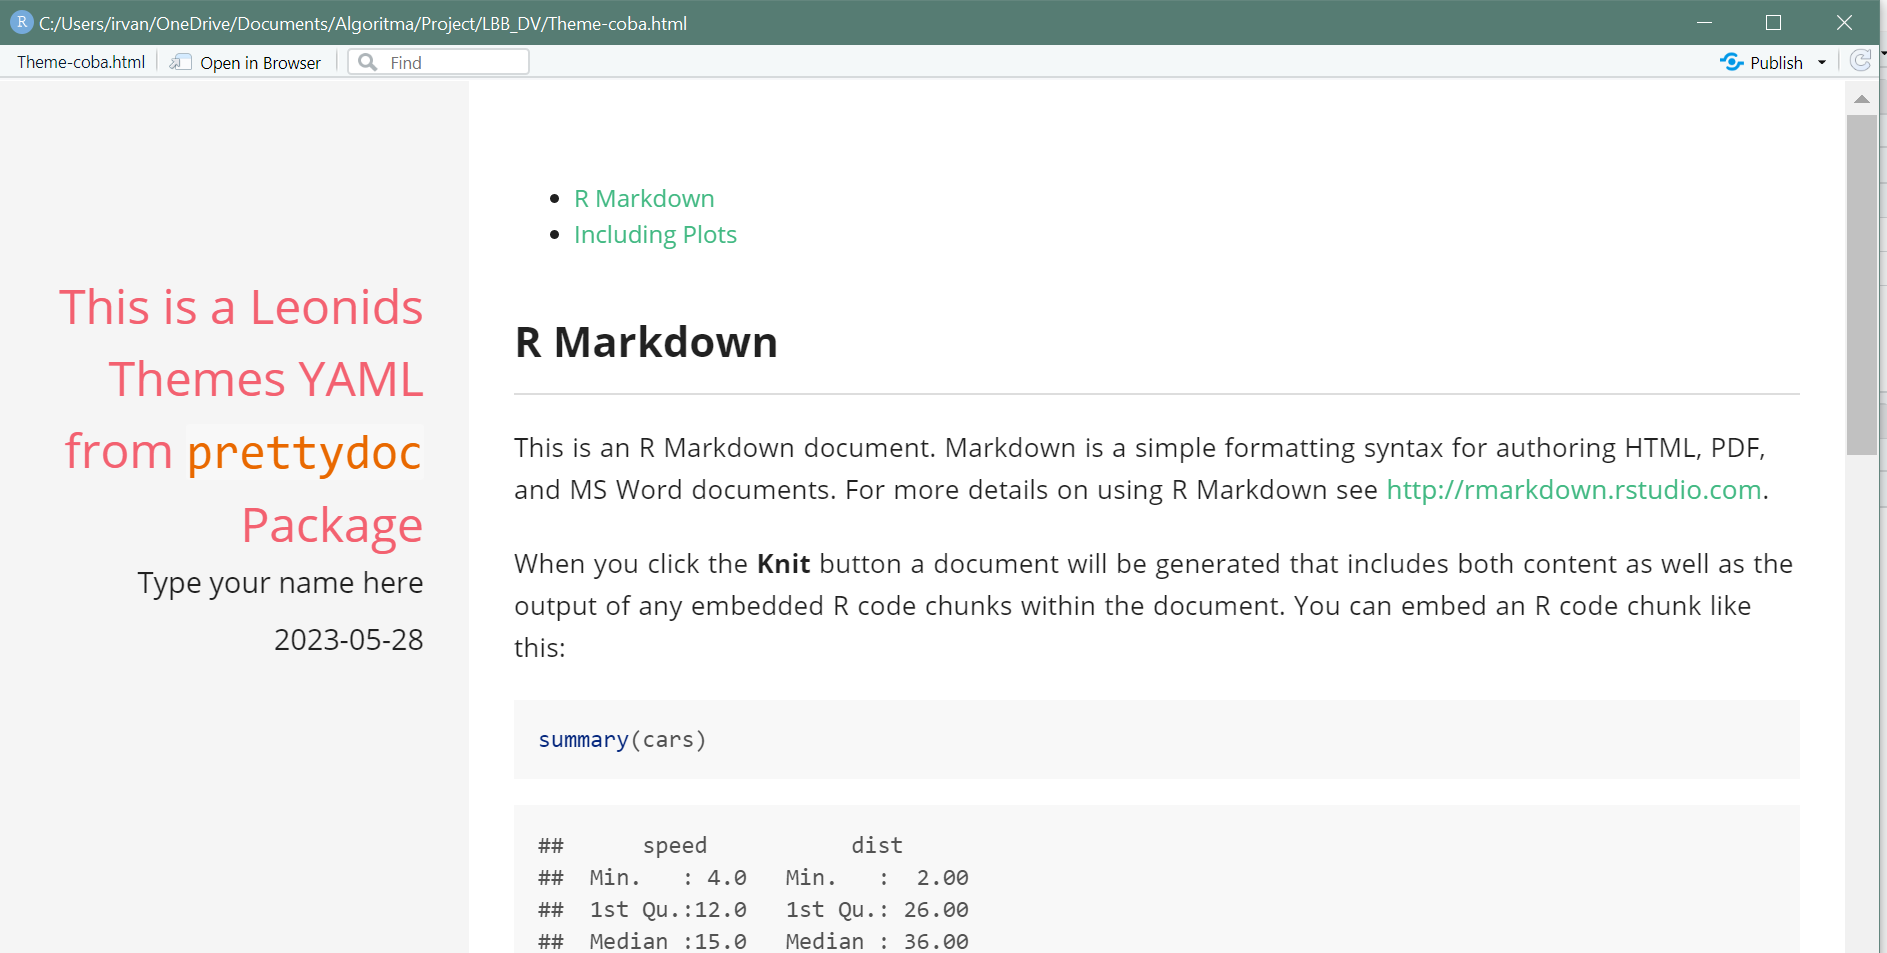 R C:/Users/irvan/OneDrive/Documents/Algoritma/Project/LBB_DV/Theme-coba.html
Theme-coba.html Open in Browser Find Publish
This is a Leonids
Themes YAML
from prettydoc
Package
Type your name here
2023-05-28
R Markdown
Including Plots
R Markdown
This is an R Markdown document. Markdown is a simple formatting syntax for authoring HTML, PDF,
and MS Word documents. For more details on using R Markdown see http://rmarkdown.rstudio.com.
When you click the Knit button a document will be generated that includes both content as well as the
output of any embedded R code chunks within the document. You can embed an R code chunk like
this:
summary(cars)
##      speed           dist
##  Min.   : 4.0   Min.   :  2.00
##  1st Qu.:12.0   1st Qu.: 26.00
##  Median :15.0   Median : 36.00